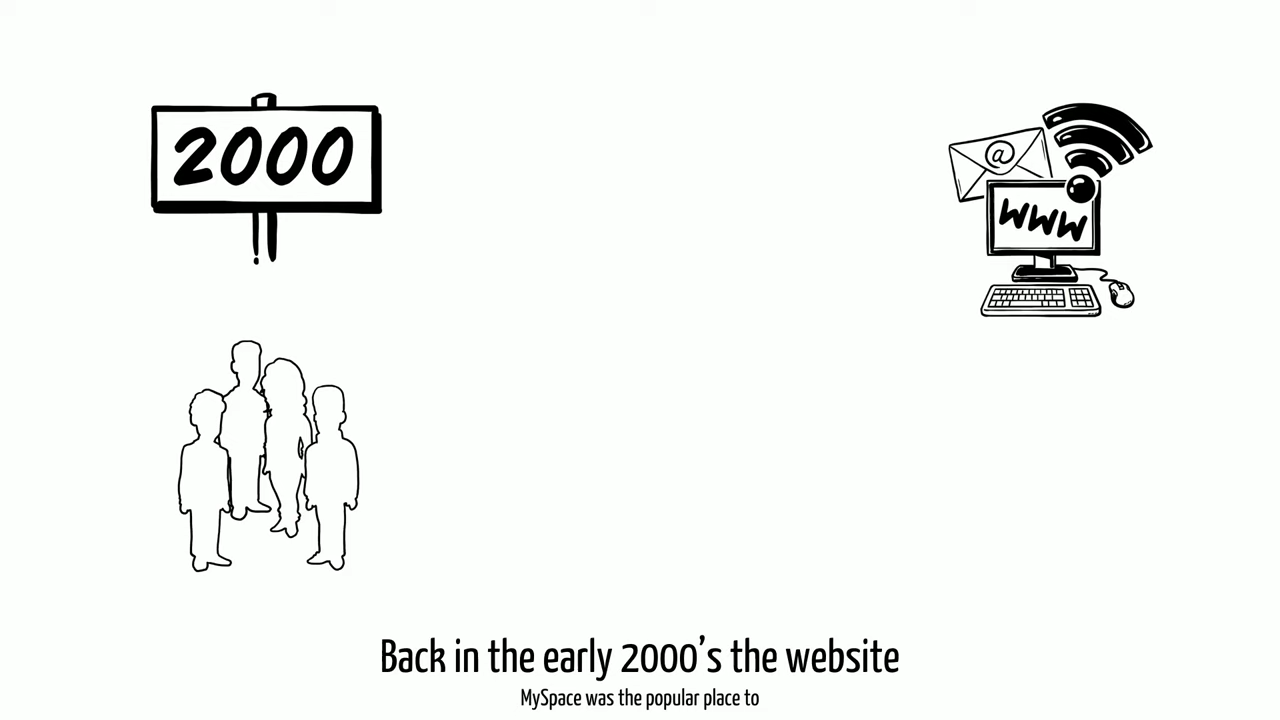 2000
@
www
Back in the early 2000's the website
MySpace was the popular place to